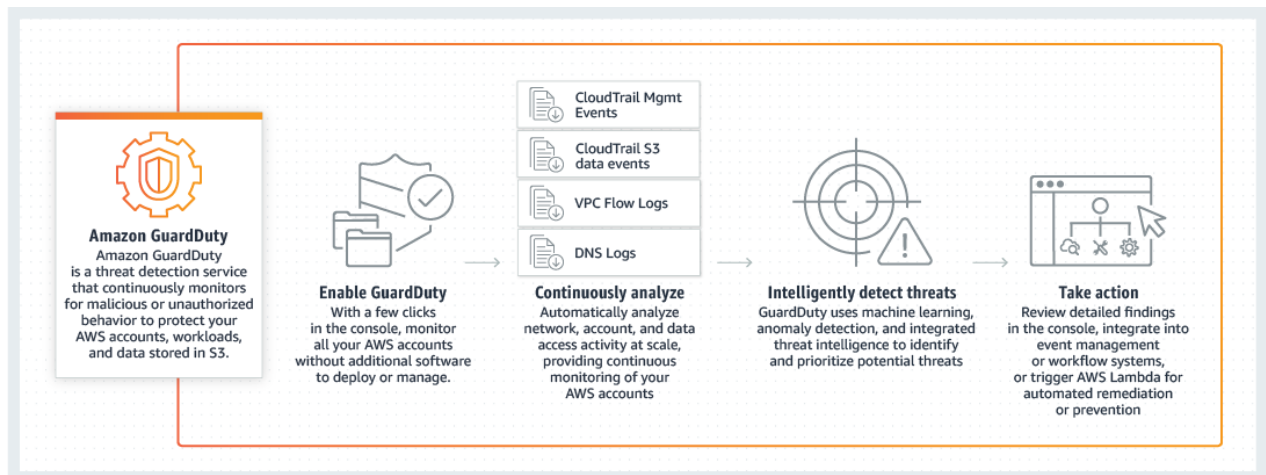 Amazon GuardDuty
Amazon GuardDuty
is a threat detection service
that continuously monitors
for malicious or unauthorized
behavior to protect your
AWS accounts, workloads,
and data stored in S3.
Enable GuardDuty
With a few clicks
in the console, monitor
all your AWS accounts
without additional software
to deploy or manage.
CloudTrail Mgmt
Events
CloudTrail S3
data events
VPC Flow Logs
DNS Logs
Continuously analyze
Automatically analyze
network, account, and data
access activity at scale,
providing continuous
monitoring of your
AWS accounts
Intelligently detect threats
GuardDuty uses machine learning,
anomaly detection, and integrated
threat intelligence to identify
and prioritize potential threats
Take action
Review detailed findings
in the console, integrate into
event management
or workflow systems,
or trigger AWS Lambda for
automated remediation
or prevention